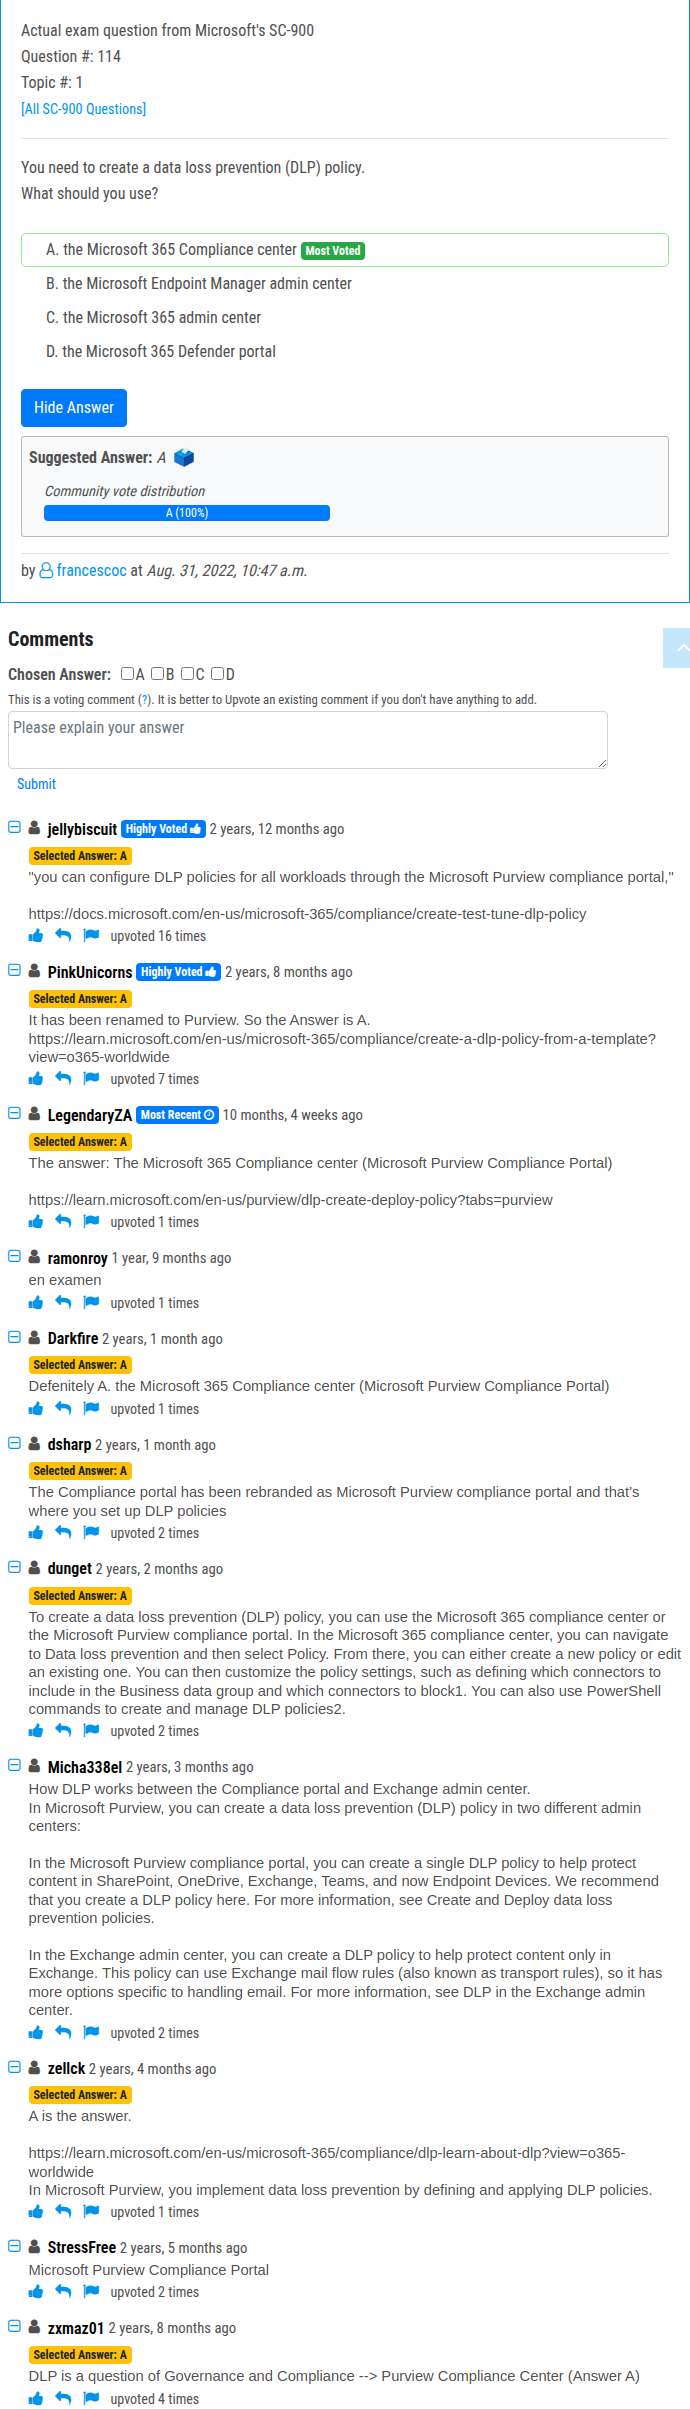 Actual exam question from Microsoft's SC-900
Question #: 114
Topic #: 1
[All SC-900 Questions]
You need to create a data loss prevention (DLP) policy.
What should you use?
A. the Microsoft 365 Compliance center Most Voted
B. the Microsoft Endpoint Manager admin center
C. the Microsoft 365 admin center
D. the Microsoft 365 Defender portal
Hide Answer
Suggested Answer: A
Community vote distribution
A (100%)
by francescoc at Aug. 31, 2022, 10:47 a.m.
Comments
Chosen Answer: A B C D
This is a voting comment (?). It is better to Upvote an existing comment if you don't have anything to add.
Please explain your answer
Submit
jellybiscuit Highly Voted 2 years, 12 months ago
Selected Answer: A
"you can configure DLP policies for all workloads through the Microsoft Purview compliance portal,"
https://docs.microsoft.com/en-us/microsoft-365/compliance/create-test-tune-dlp-policy
upvoted 16 times
PinkUnicorns Highly Voted 2 years, 8 months ago
Selected Answer: A
It has been renamed to Purview. So the Answer is A.
https://learn.microsoft.com/en-us/microsoft-365/compliance/create-a-dlp-policy-from-a-template?
view=o365-worldwide
upvoted 7 times
LegendaryZA Most Recent 10 months, 4 weeks ago
Selected Answer: A
The answer: The Microsoft 365 Compliance center (Microsoft Purview Compliance Portal)
https://learn.microsoft.com/en-us/purview/dlp-create-deploy-policy?tabs=purview
upvoted 1 times
ramonroy 1 year, 9 months ago
en examen
upvoted 1 times
Darkfire 2 years, 1 month ago
Selected Answer: A
Defenitely A. the Microsoft 365 Compliance center (Microsoft Purview Compliance Portal)
upvoted 1 times
dsharp 2 years, 1 month ago
Selected Answer: A
The Compliance portal has been rebranded as Microsoft Purview compliance portal and that's
where you set up DLP policies
upvoted 2 times
dunget 2 years, 2 months ago
Selected Answer: A
To create a data loss prevention (DLP) policy, you can use the Microsoft 365 compliance center or
the Microsoft Purview compliance portal. In the Microsoft 365 compliance center, you can navigate
to Data loss prevention and then select Policy. From there, you can either create a new policy or edit
an existing one. You can then customize the policy settings, such as defining which connectors to
include in the Business data group and which connectors to block1. You can also use PowerShell
commands to create and manage DLP policies2.
upvoted 2 times
Micha338el 2 years, 3 months ago
How DLP works between the Compliance portal and Exchange admin center.
In Microsoft Purview, you can create a data loss prevention (DLP) policy in two different admin
centers:
In the Microsoft Purview compliance portal, you can create a single DLP policy to help protect
content in SharePoint, OneDrive, Exchange, Teams, and now Endpoint Devices. We recommend
that you create a DLP policy here. For more information, see Create and Deploy data loss
prevention policies.
In the Exchange admin center, you can create a DLP policy to help protect content only in
Exchange. This policy can use Exchange mail flow rules (also known as transport rules), so it has
more options specific to handling email. For more information, see DLP in the Exchange admin
center.
upvoted 2 times
zellck 2 years, 4 months ago
Selected Answer: A
A is the answer.
https://learn.microsoft.com/en-us/microsoft-365/compliance/dlp-learn-about-dlp?view=o365-
worldwide
In Microsoft Purview, you implement data loss prevention by defining and applying DLP policies.
upvoted 1 times
StressFree 2 years, 5 months ago
Microsoft Purview Compliance Portal
upvoted 2 times
zxmaz01 2 years, 8 months ago
Selected Answer: A
DLP is a question of Governance and Compliance --> Purview Compliance Center (Answer A)
upvoted 4 times